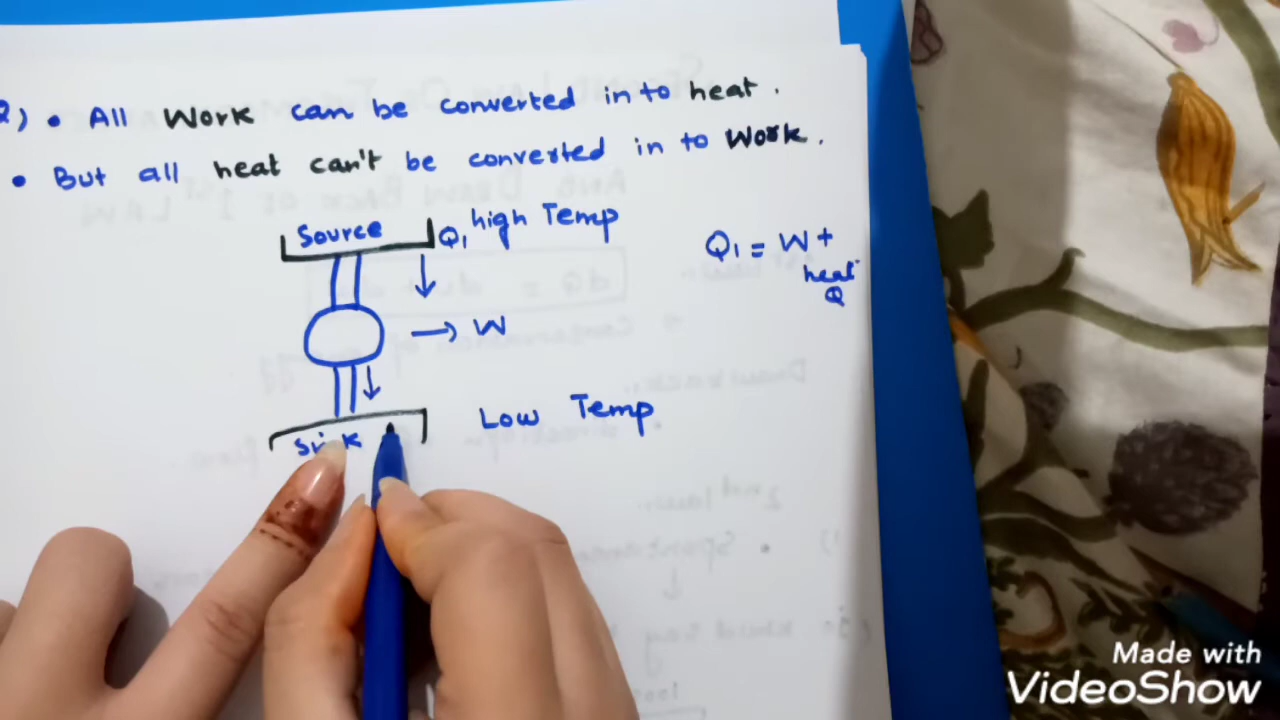 2) • All Work can be converted in to heat.
• But all heat can't be converted in to Work.
Source Q1 high Temp
Q1 = W +
heat
Q
→ W
Low Temp
Sink
Made with
VideoShow